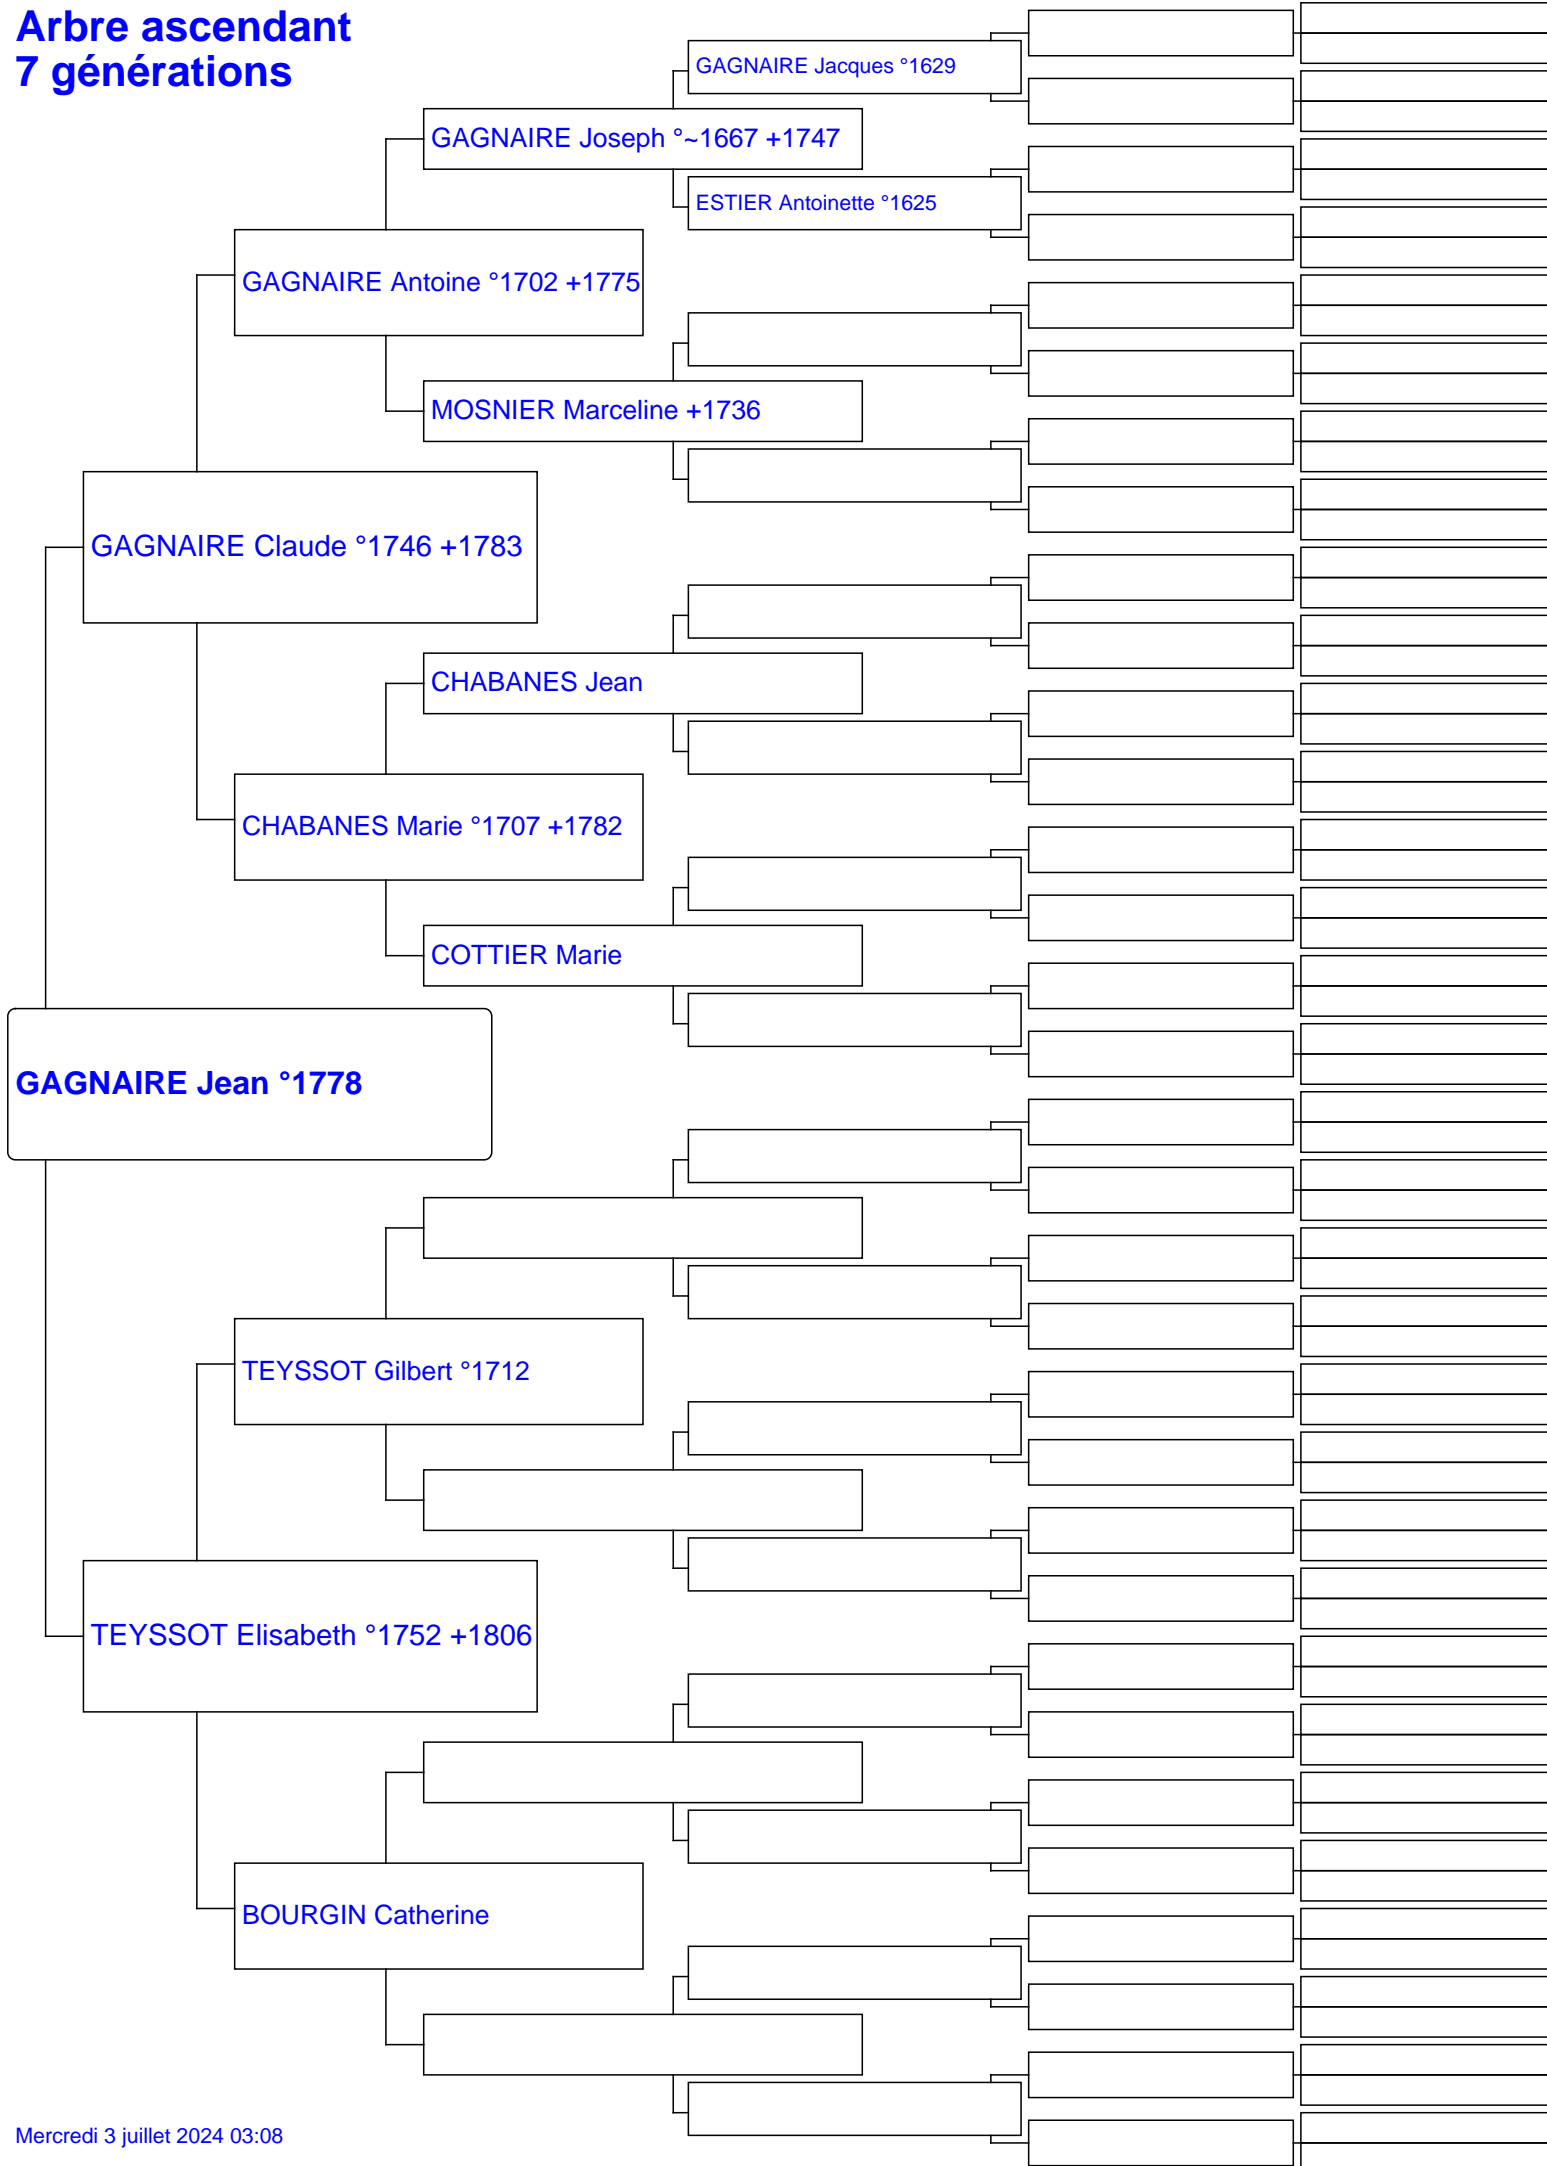 Arbre ascendant
7 générations
GAGNAIRE Jacques °1629
GAGNAIRE Joseph °~1667 +1747
ESTIER Antoinette °1625
GAGNAIRE Antoine °1702 +1775
MOSNIER Marceline +1736
GAGNAIRE Claude °1746 +1783
CHABANES Jean
CHABANES Marie °1707 +1782
COTTIER Marie
GAGNAIRE Jean °1778
TEYSSOT Gilbert °1712
TEYSSOT Elisabeth °1752 +1806
BOURGIN Catherine
Mercredi 3 juillet 2024 03:08